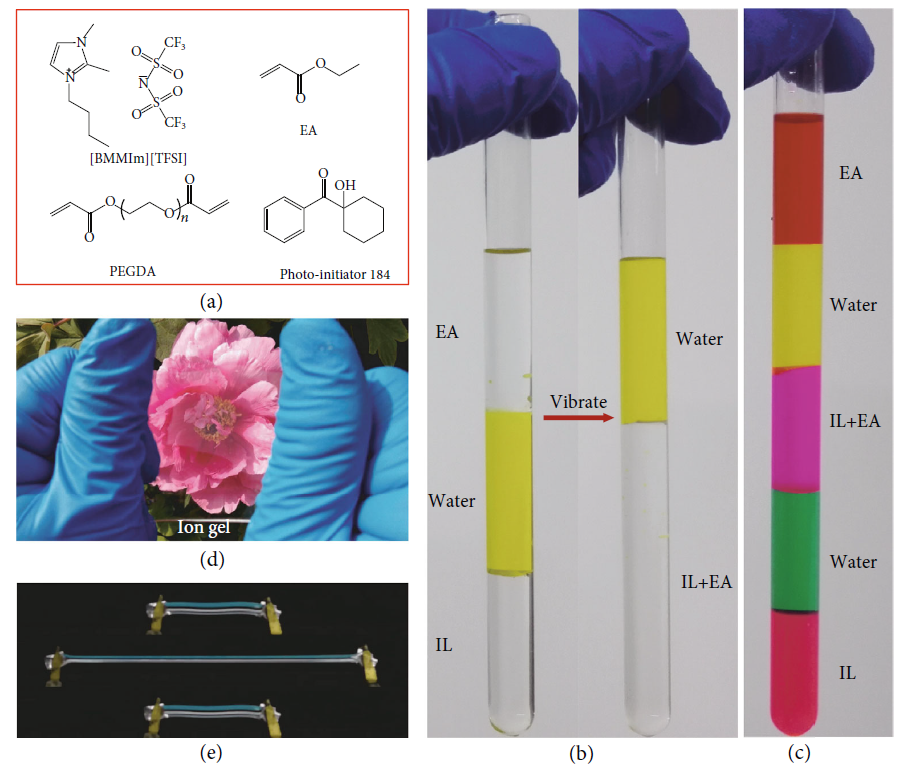 N
N
+
[BMMIm][TFSI]
CF3
O
S
O
N
O
S
O
CF3
O
O
EA
O
O
O
O
n
PEGDA
O
OH
Photo-initiator 184
(a)
Ion gel
(d)
(e)
EA
Water
IL
Vibrate
Water
IL+EA
(b)
EA
Water
IL+EA
Water
IL
(c)